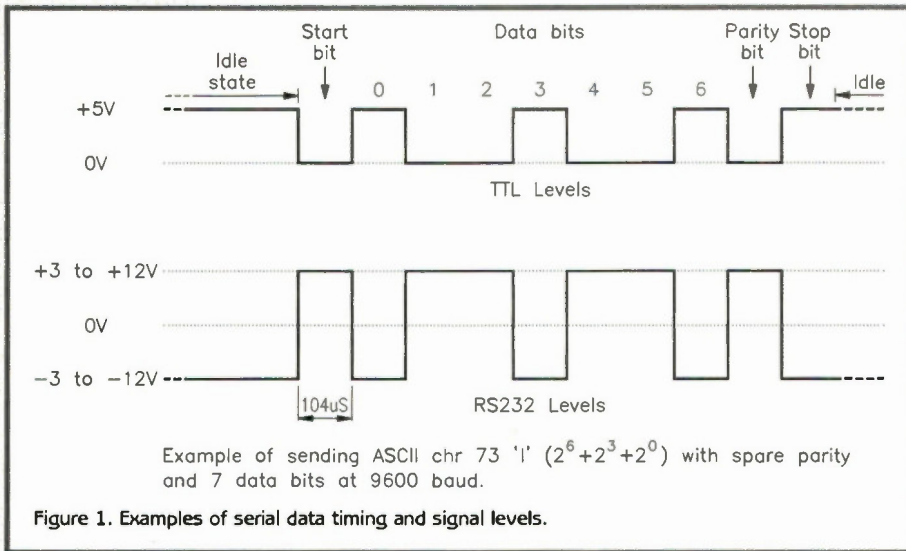 Start bit
Data bits
Parity bit
Stop bit
Idle state
0 1 2 3 4 5 6
Idle
+5V
0V
TTL Levels
+3 to +12V
0V
-3 to -12V
104uS
RS232 Levels
Example of sending ASCII chr 73 'I' (2⁶+2³+2⁰) with spare parity
and 7 data bits at 9600 baud.
Figure 1. Examples of serial data timing and signal levels.